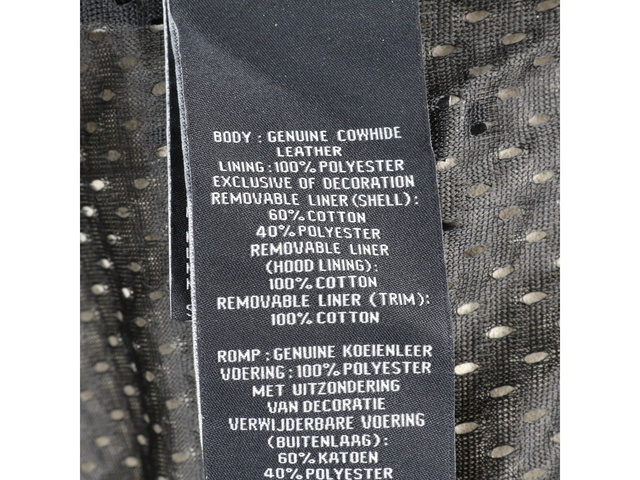 BODY : GENUINE COWHIDE
LEATHER
LINING : 100% POLYESTER
EXCLUSIVE OF DECORATION
REMOVABLE LINER (SHELL) :
60% COTTON
40% POLYESTER
REMOVABLE LINER
(HOOD LINING) :
100% COTTON
REMOVABLE LINER (TRIM) :
100% COTTON
ROMP : GENUINE KOEIENLEER
VOERING : 100% POLYESTER
MET UITZONDERING
VAN DECORATIE
VERWIJDERBARE VOERING
(BUITENLAAG) :
60% KATOEN
40% POLYESTER